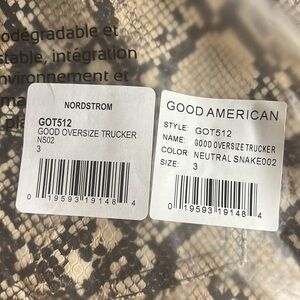 odégradable et
stable, intégration
nvironnement et
NORDSTROM
GOT512
GOOD OVERSIZE TRUCKER
NS02
3
0 19593 19148 4
GOOD AMERICAN
STYLE: GOT512
NAME: GOOD OVERSIZE TRUCKER
COLOR: NEUTRAL SNAKE002
SIZE: 3
0 19593 19148 4